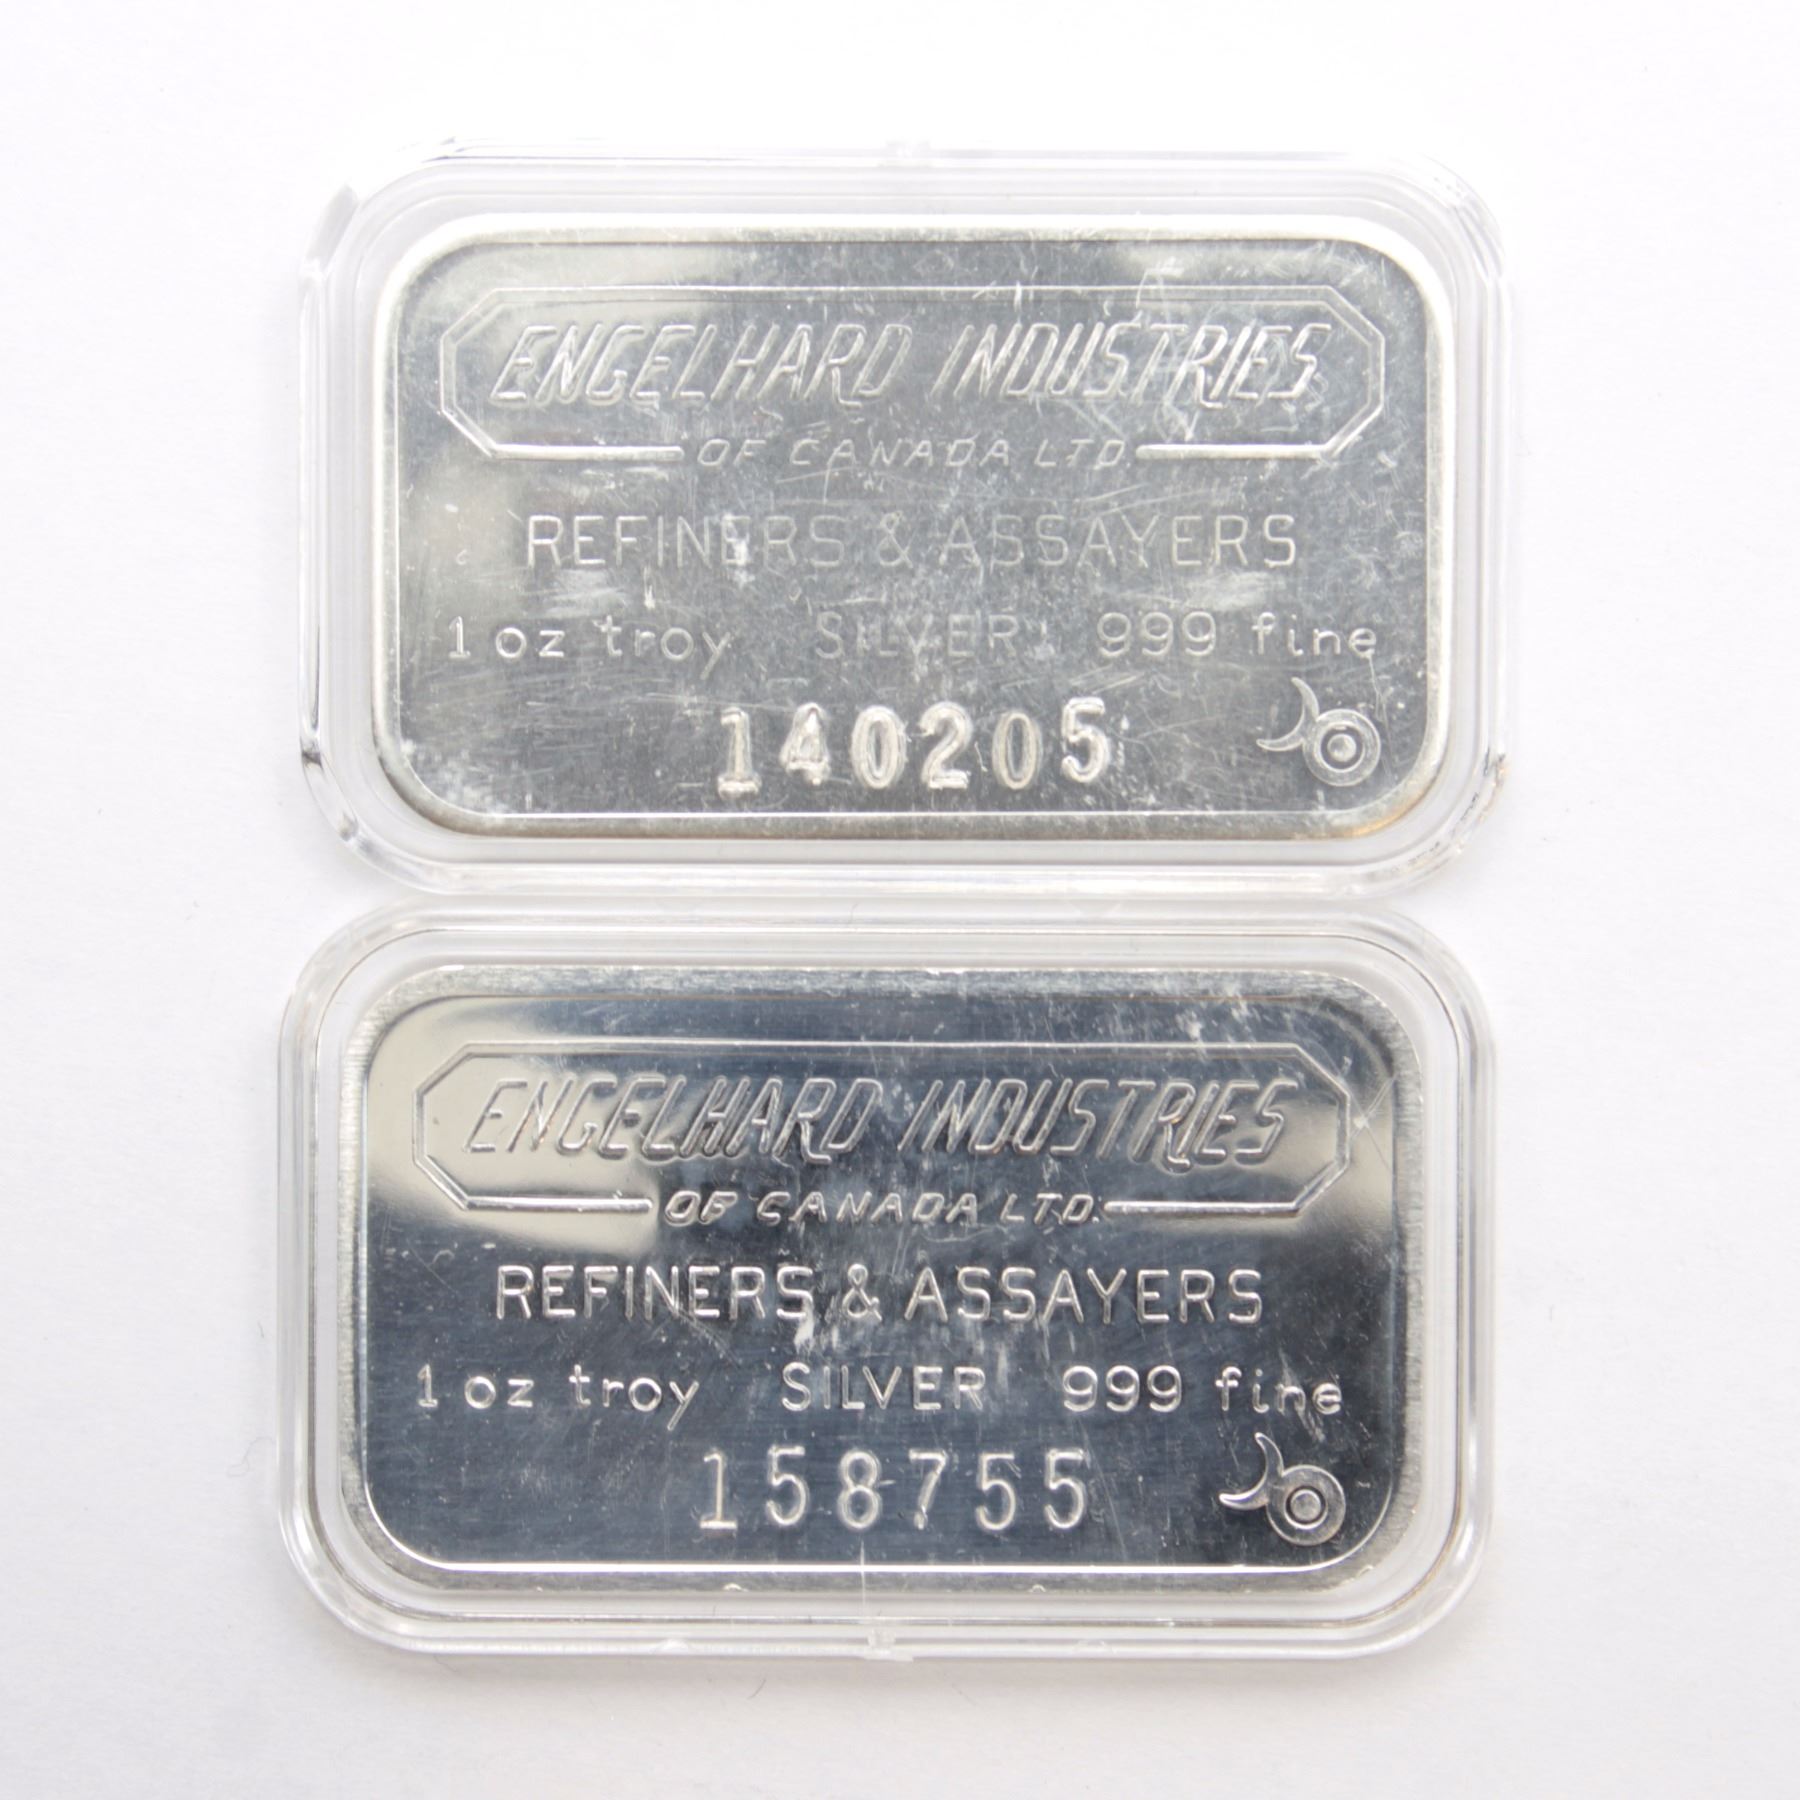 ENGELHARD INDUSTRIES
OF CANADA LTD.
REFINERS & ASSAYERS
1 oz troy SILVER 999 fine
140205
ENGELHARD INDUSTRIES
OF CANADA LTD.
REFINERS & ASSAYERS
1 oz troy SILVER 999 fine
158755